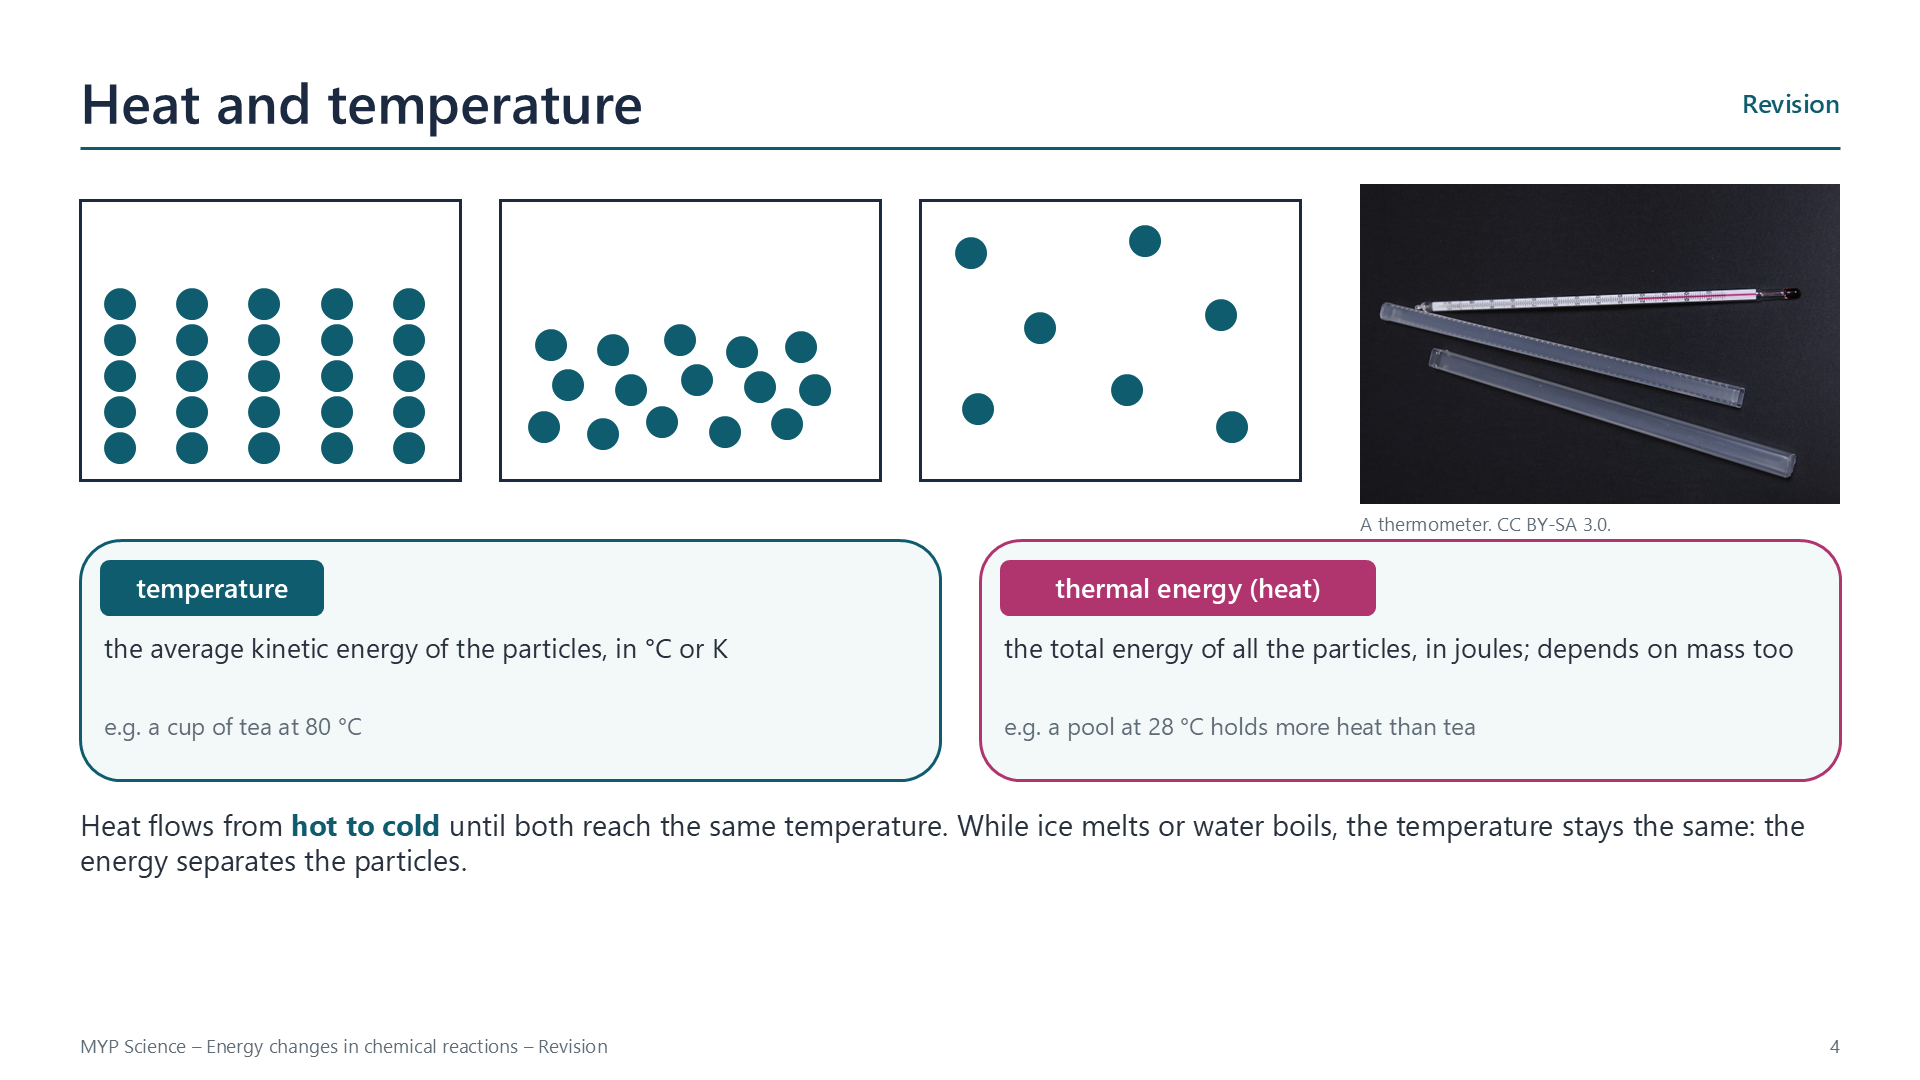 Heat and temperature
Revision
A thermometer. CC BY-SA 3.0.
temperature
the average kinetic energy of the particles, in °C or K
e.g. a cup of tea at 80 °C
thermal energy (heat)
the total energy of all the particles, in joules; depends on mass too
e.g. a pool at 28 °C holds more heat than tea
Heat flows from hot to cold until both reach the same temperature. While ice melts or water boils, the temperature stays the same: the
energy separates the particles.
MYP Science – Energy changes in chemical reactions – Revision
4